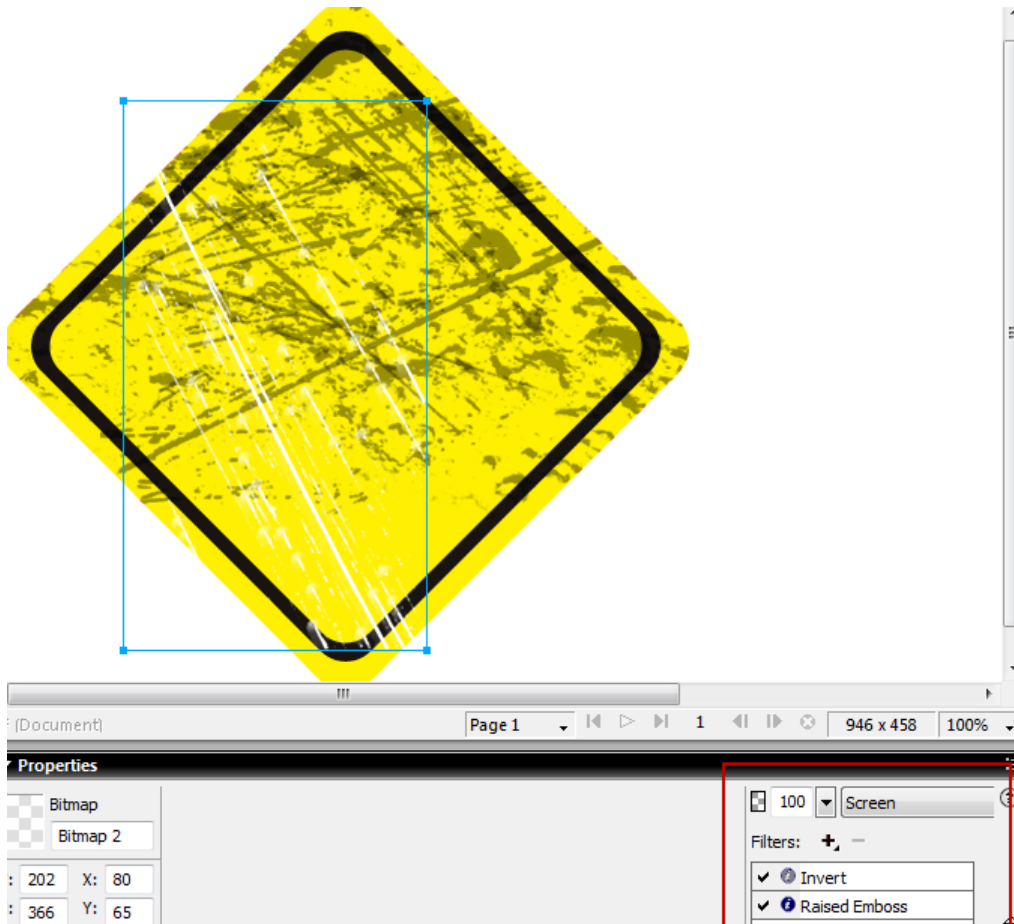 (Document)
Page 1
1
946 x 458
100%
Properties
Bitmap
Bitmap 2
: 202 X: 80
: 366 Y: 65
100 Screen
Filters:
Invert
Raised Emboss